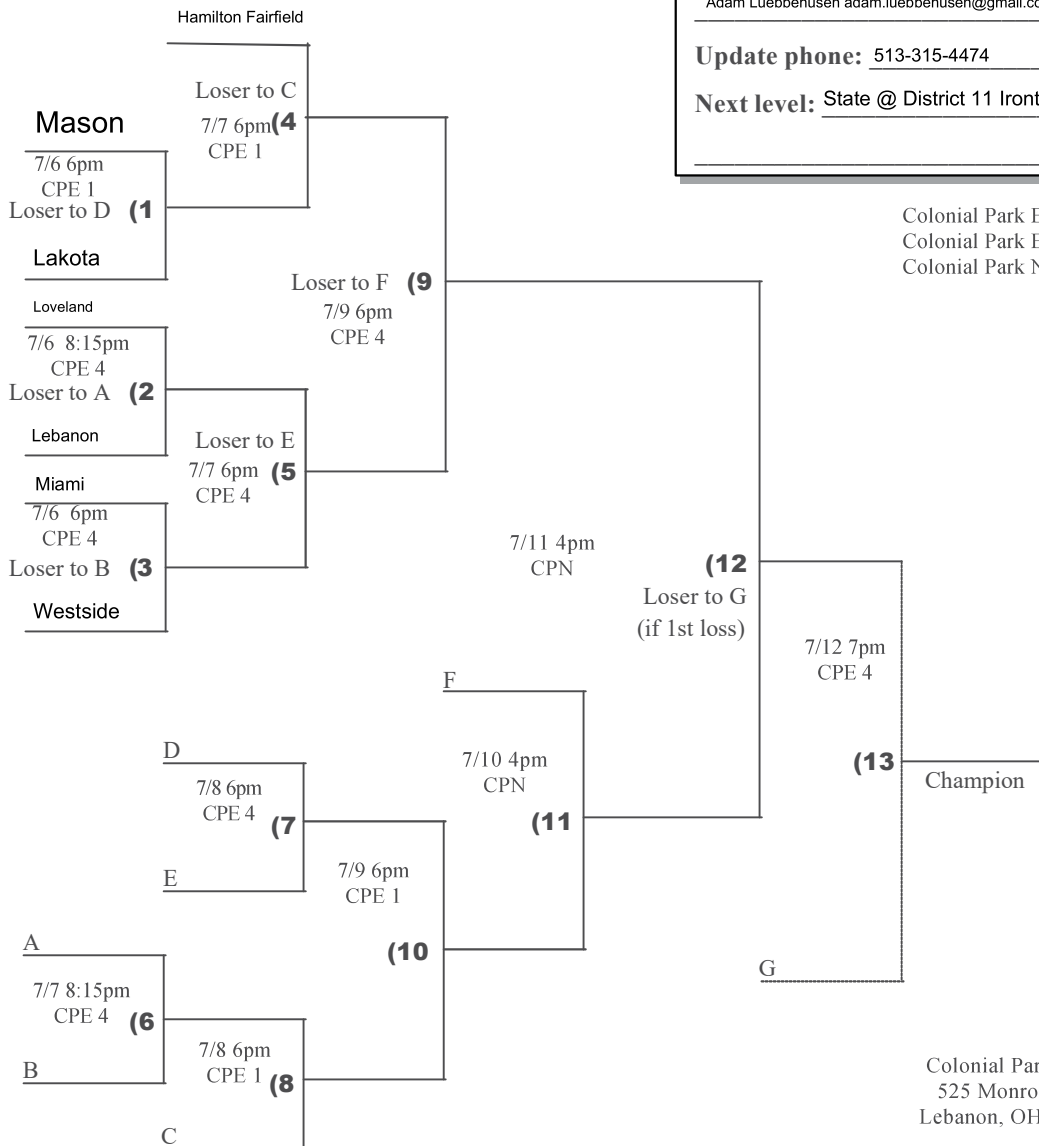 Hamilton Fairfield
Adam Luebbehusen
Update phone: 513-315-4474
Next level: State @ District 11
Loser to C
7/7 6pm (4
CPE 1
Mason
7/6 6pm
CPE 1
Loser to D (1
Lakota
Colonial Park
Colonial Park
Colonial Park
Loser to F (9
7/9 6pm
CPE 4
Loveland
7/6 8:15pm
CPE 4
Loser to A (2
Lebanon
Loser to E
7/7 6pm (5
CPE 4
Miami
7/6 6pm
CPE 4
Loser to B (3
Westside
7/11 4pm
CPN
(12
Loser to G
(if 1st loss)
7/12 7pm
CPE 4
(13
Champion
F
7/10 4pm
CPN
(11
D
7/8 6pm
CPE 4
(7
E
7/9 6pm
CPE 1
(10
A
7/7 8:15pm
CPE 4 (6
B
G
7/8 6pm
CPE 1 (8
C
Colonial
525
Lebanon, OH